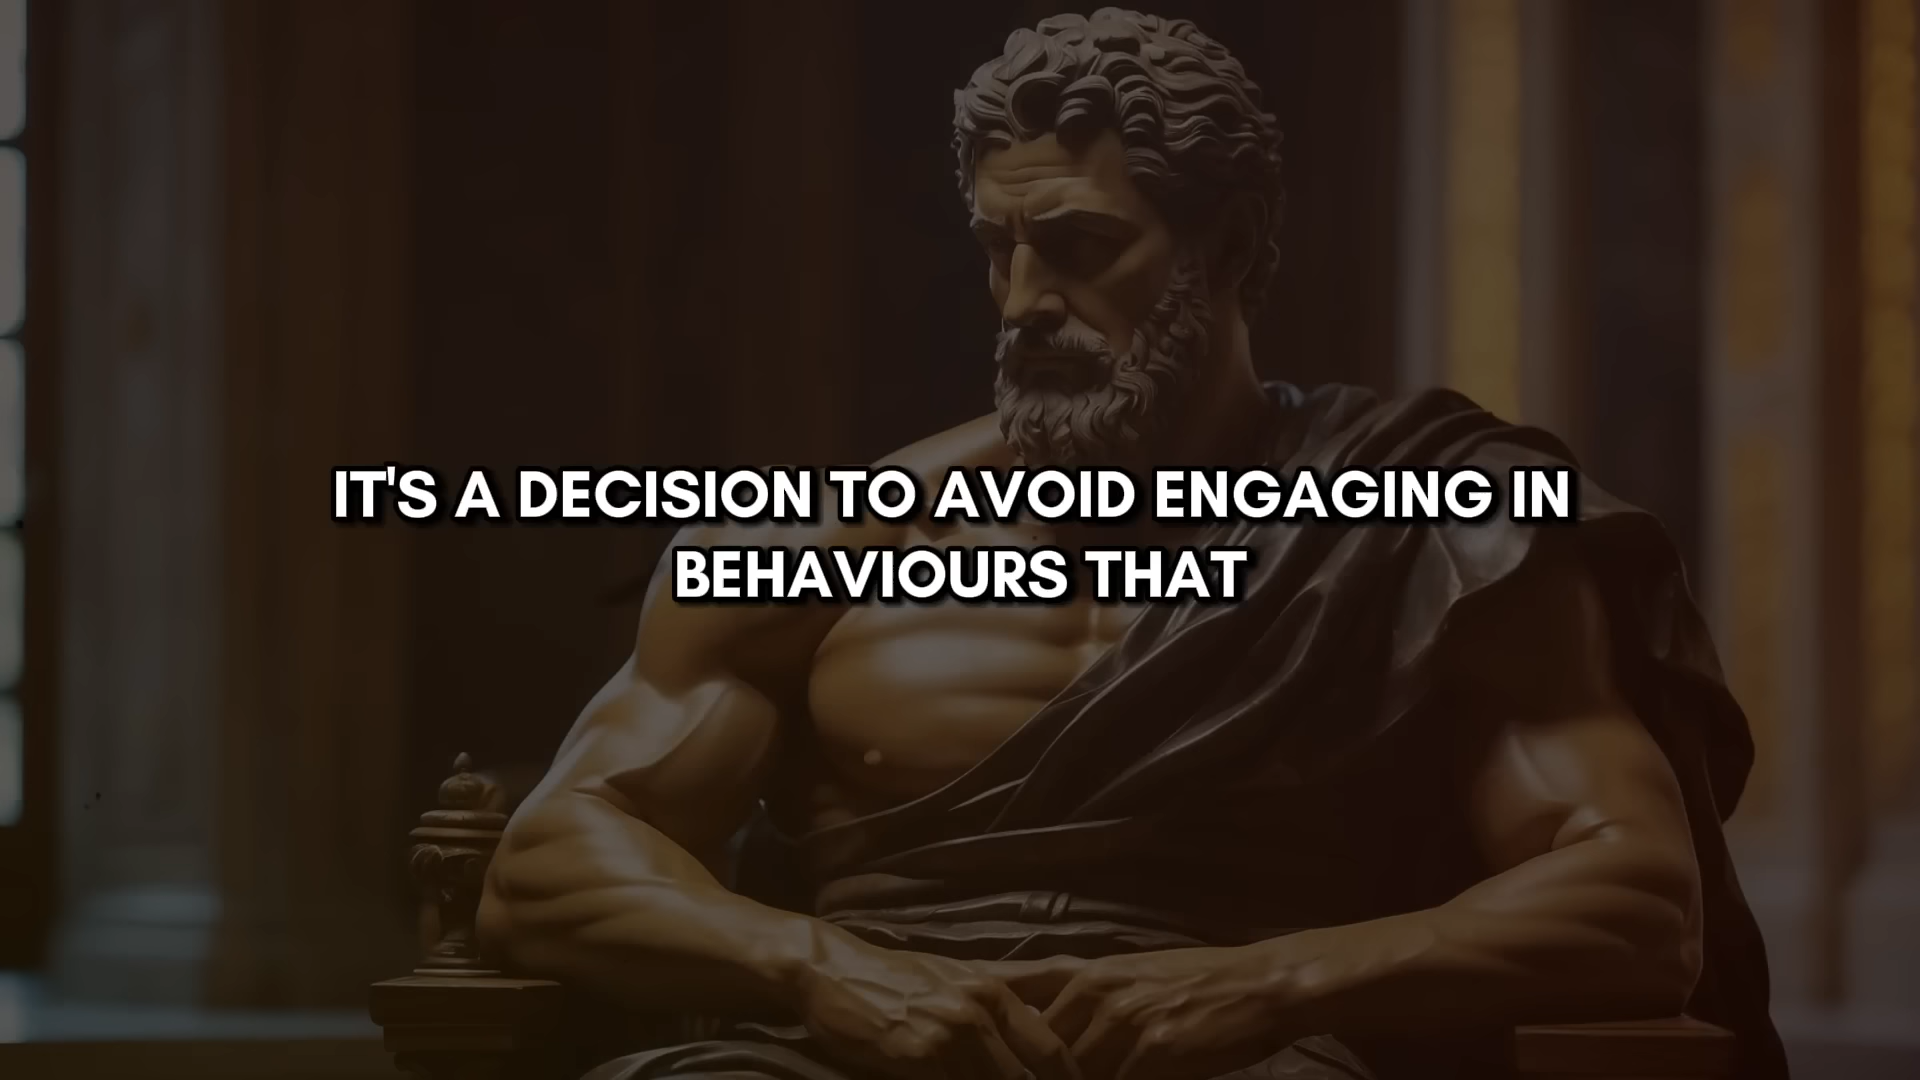 IT'S A DECISION TO AVOID ENGAGING IN
BEHAVIOURS THAT